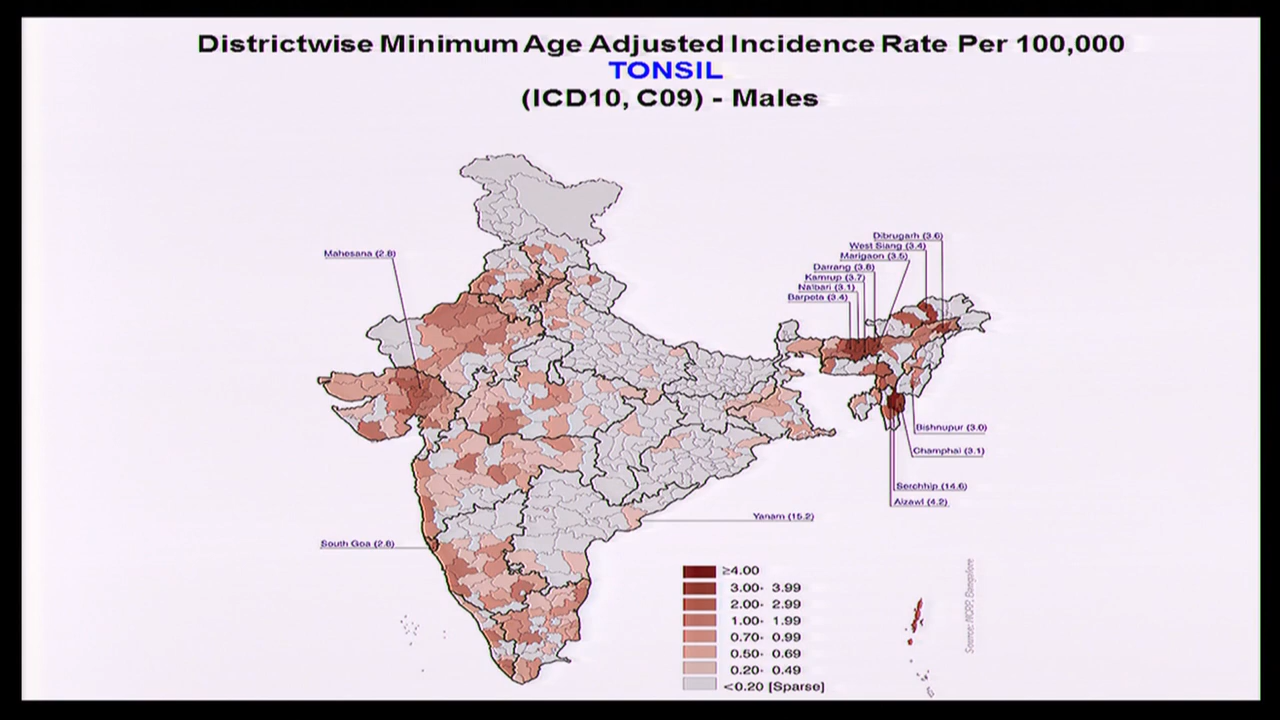 Districtwise Minimum Age Adjusted Incidence Rate Per 100,000
TONSIL
(ICD10, C09) - Males
Mahesana (2.8)
Dibrugarh (3.6)
West Siang (3.4)
Marigaon (3.5)
Darrang (3.8)
Kamrup (3.7)
Nalbari (3.1)
Barpeta (3.4)
Bishnupur (3.0)
Champhai (3.1)
Serchhip (14.6)
Aizawl (4.2)
Yanam (15.2)
South Goa (2.8)
≥4.00
3.00- 3.99
2.00- 2.99
1.00- 1.99
0.70- 0.99
0.50- 0.69
0.20- 0.49
<0.20 [Sparse]
Source: NCRP, Bangalore